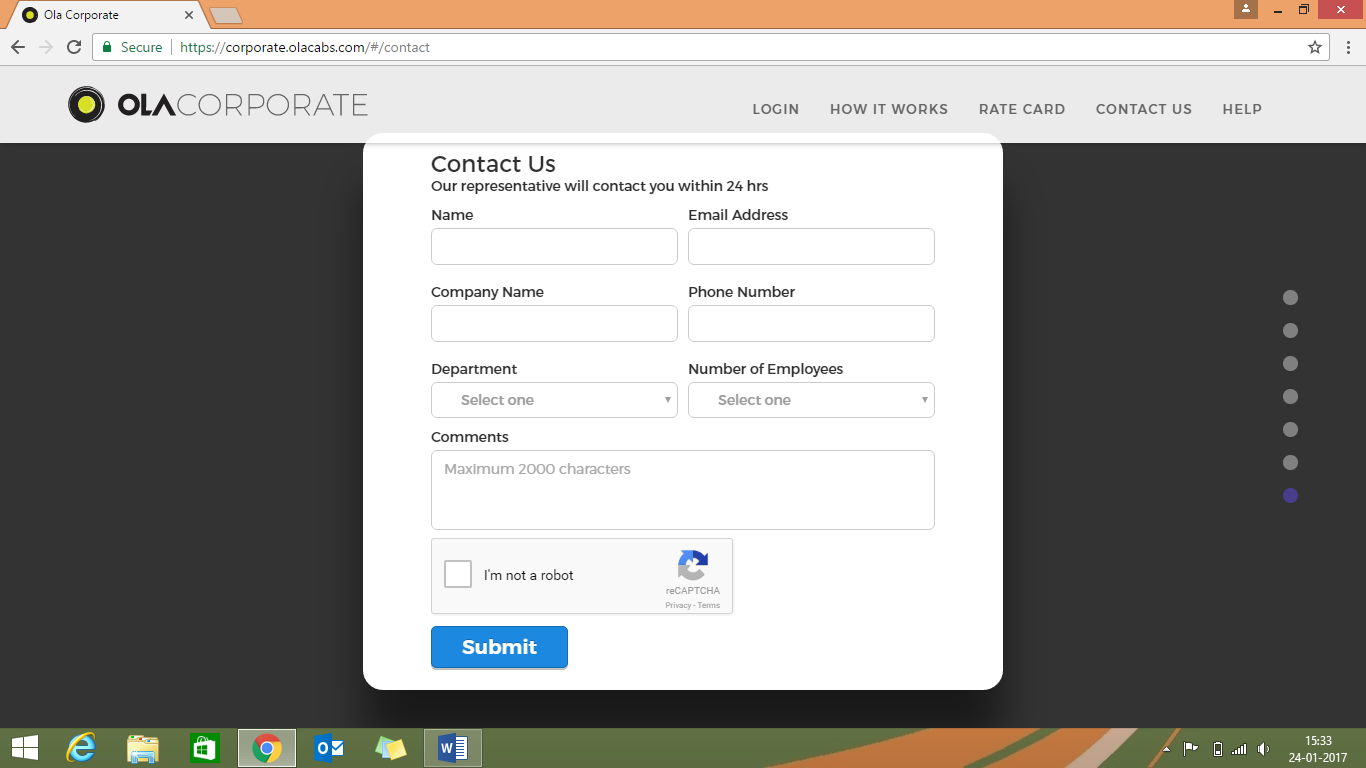 Ola Corporate
Secure https://corporate.olacabs.com/#/contact
OLACORPORATE LOGIN HOW IT WORKS RATE CARD CONTACT US HELP
Contact Us
Our representative will contact you within 24 hrs
Name Email Address
Company Name Phone Number
Department Number of Employees
Select one Select one
Comments
Maximum 2000 characters
I'm not a robot
reCAPTCHA
Privacy - Terms
Submit
15:33
24-01-2017